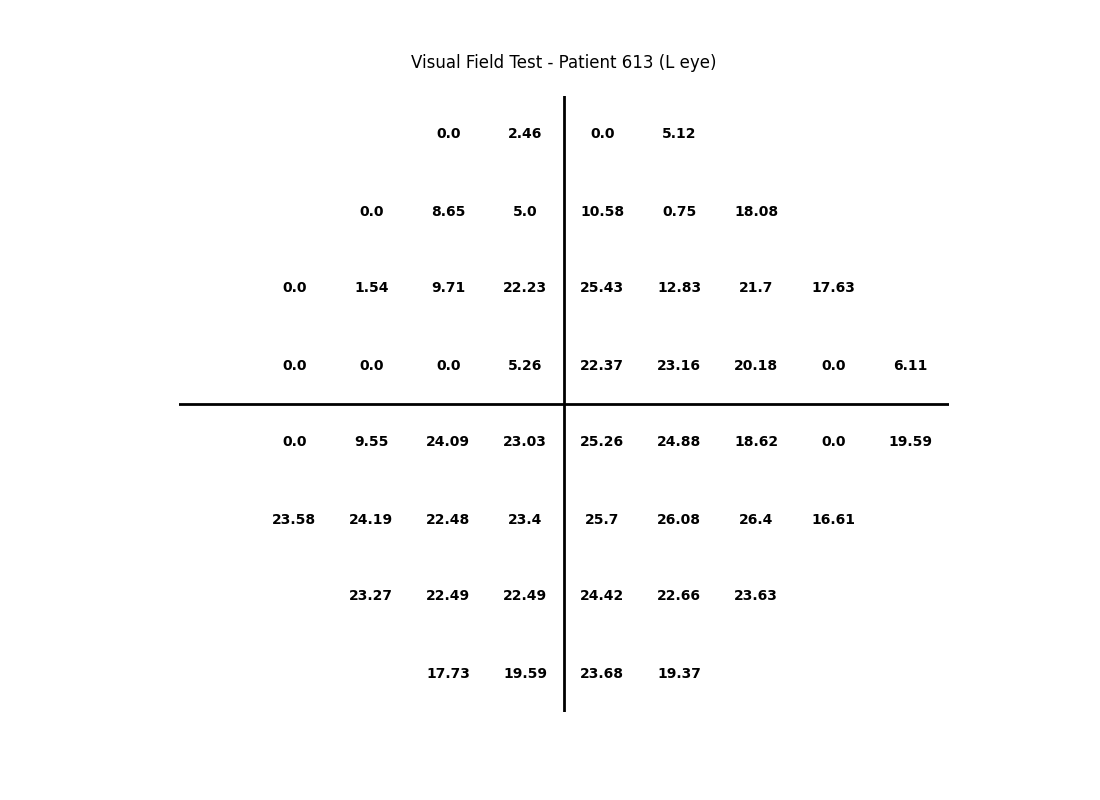 Visual Field Test - Patient 613 (L eye)
0.0 2.46 0.0 5.12
0.0 8.65 5.0 10.58 0.75 18.08
0.0 1.54 9.71 22.23 25.43 12.83 21.7 17.63
0.0 0.0 0.0 5.26 22.37 23.16 20.18 0.0 6.11
0.0 9.55 24.09 23.03 25.26 24.88 18.62 0.0 19.59
23.58 24.19 22.48 23.4 25.7 26.08 26.4 16.61
23.27 22.49 22.49 24.42 22.66 23.63
17.73 19.59 23.68 19.37